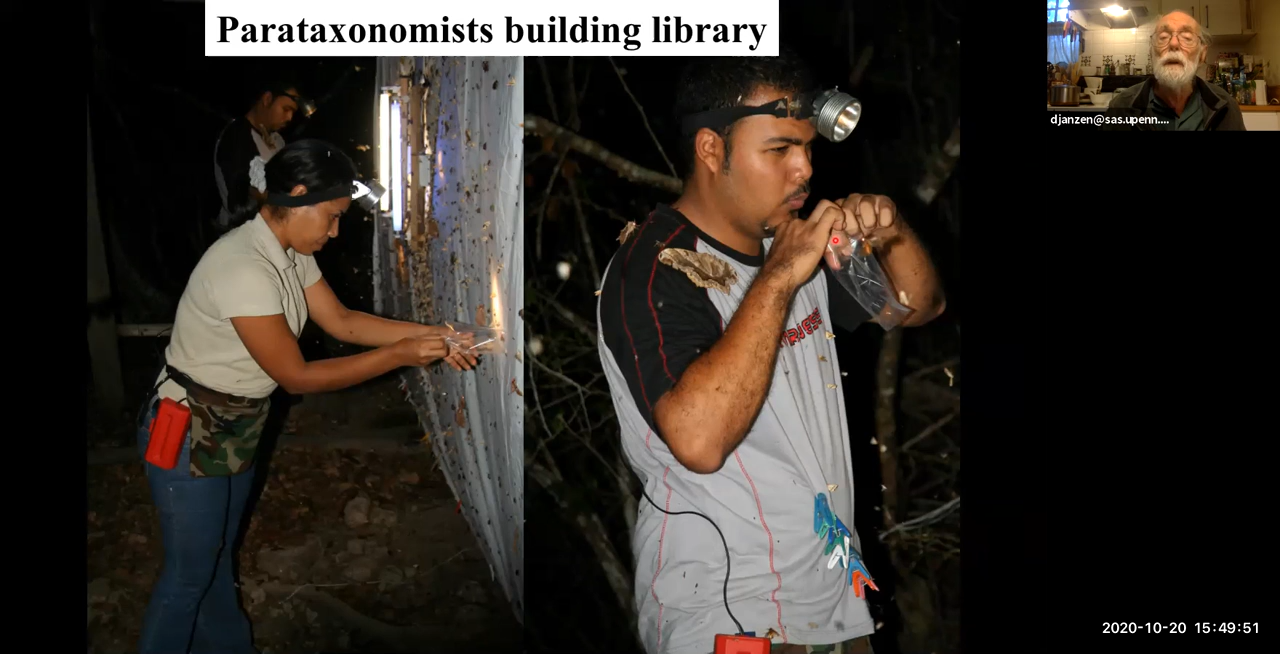 Parataxonomists building library
djanzen@sas.upenn....
2020-10-20 15:49:51